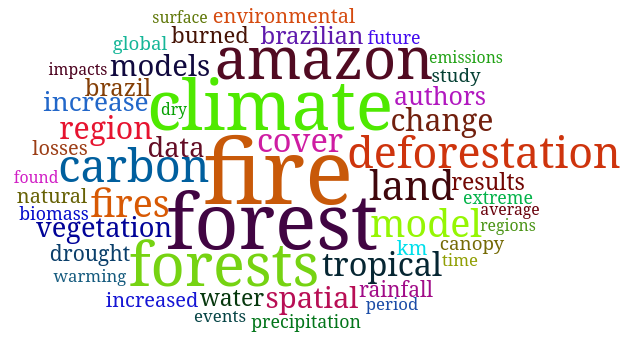 surface environmental
burned brazilian future
global amazon emissions
impacts models study
brazil climate authors
increase dry change
region cover
losses data fire deforestation
found carbon land results
natural fires extreme
biomass forest model average
vegetation regions
drought forests km canopy
warming tropical time
increased water spatial rainfall
events period
precipitation